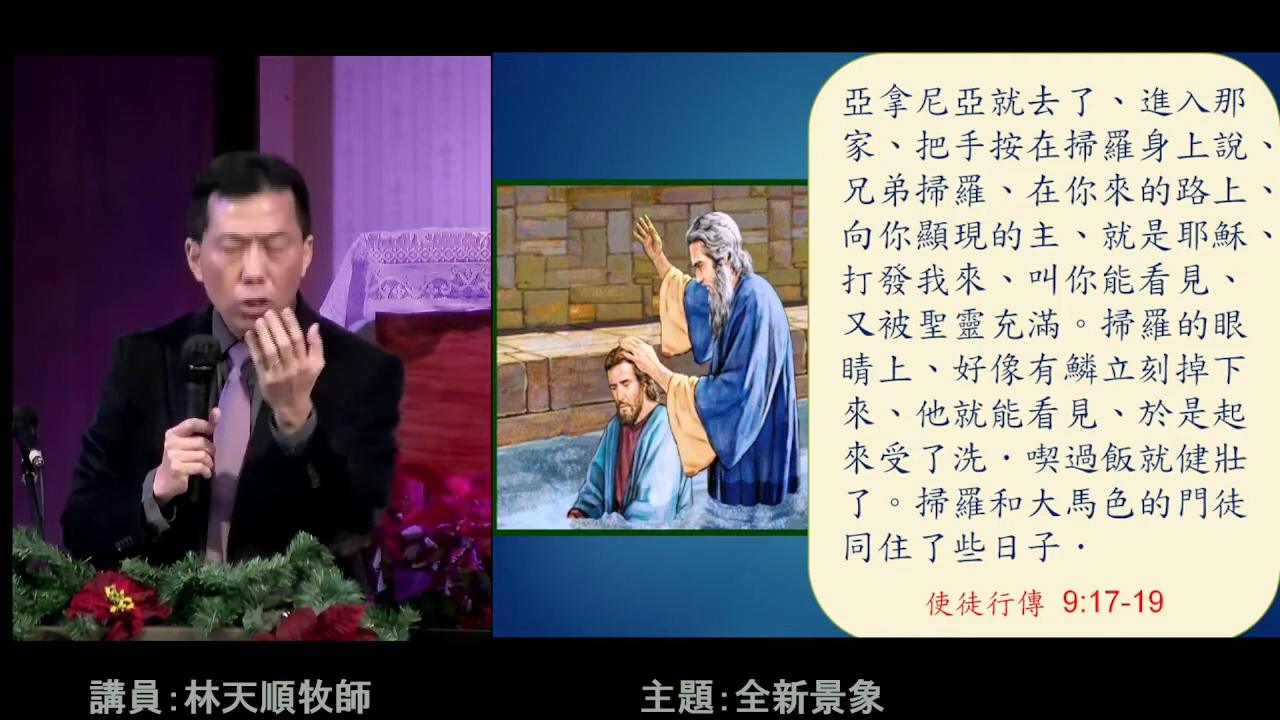 亞拿尼亞就去了、進入那
家、把手按在掃羅身上說、
兄弟掃羅、在你來的路上、
向你顯現的主、就是耶穌、
打發我來、叫你能看見、
又被聖靈充滿。掃羅的眼
睛上、好像有鱗立刻掉下
來、他就能看見、於是起
來受了洗．喫過飯就健壯
了。掃羅和大馬色的門徒
同住了些日子．
使徒行傳 9:17-19
講員:林天順牧師
主題:全新景象